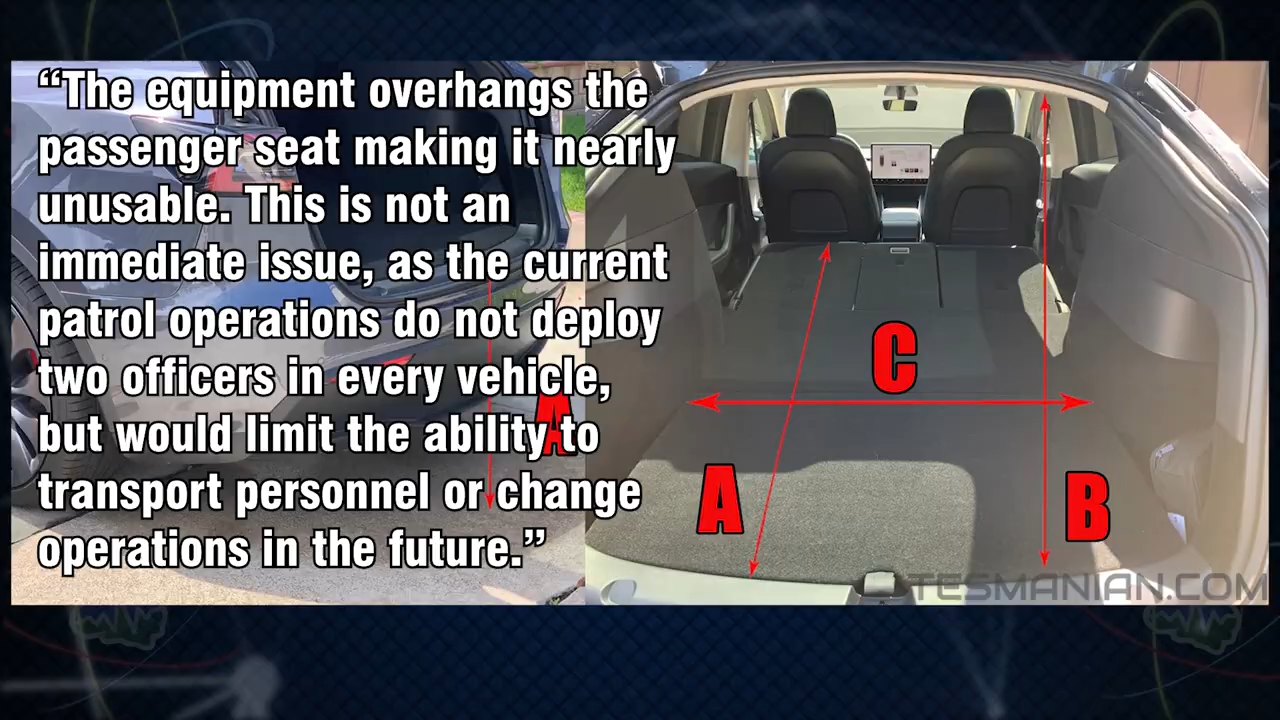 “The equipment overhangs the
passenger seat making it nearly
unusable. This is not an
immediate issue, as the current
patrol operations do not deploy
two officers in every vehicle,
but would limit the ability to
transport personnel or change
operations in the future.”
A
C
A
B
TESMANIAN.COM